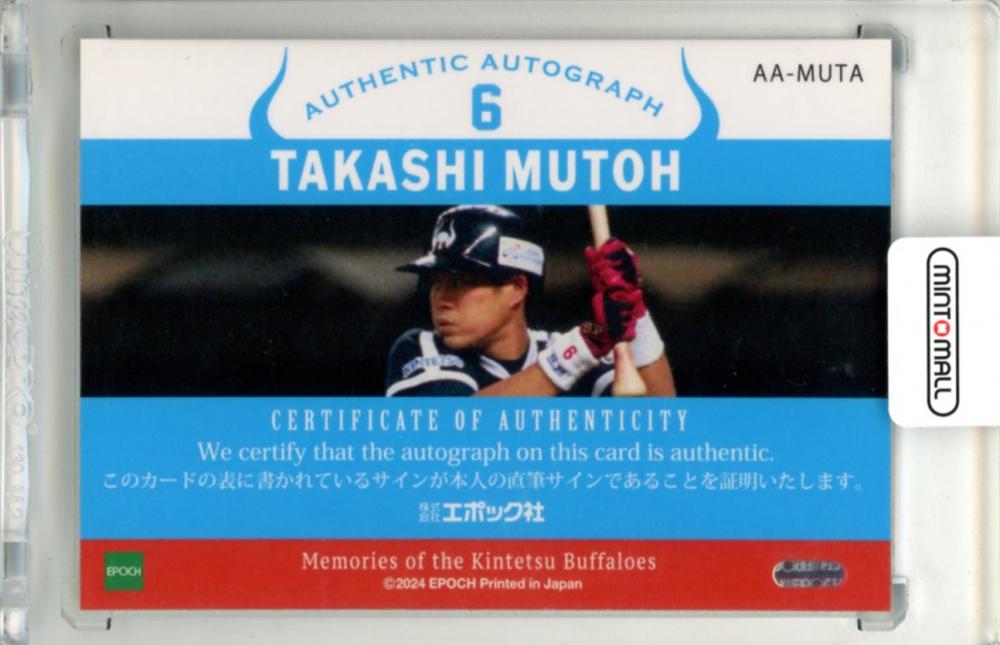 AUTHENTIC AUTOGRAPH
AA-MUTA
6
TAKASHI MUTOH
KINTETSU
6
CERTIFICATE OF AUTHENTICITY
We certify that the autograph on this card is authentic.
このカードの表に書かれているサインが本人の直筆サインであることを証明いたします。
株式会社エポック社
EPOCH
Memories of the Kintetsu Buffaloes
©2024 EPOCH Printed in Japan
MINTOMALL